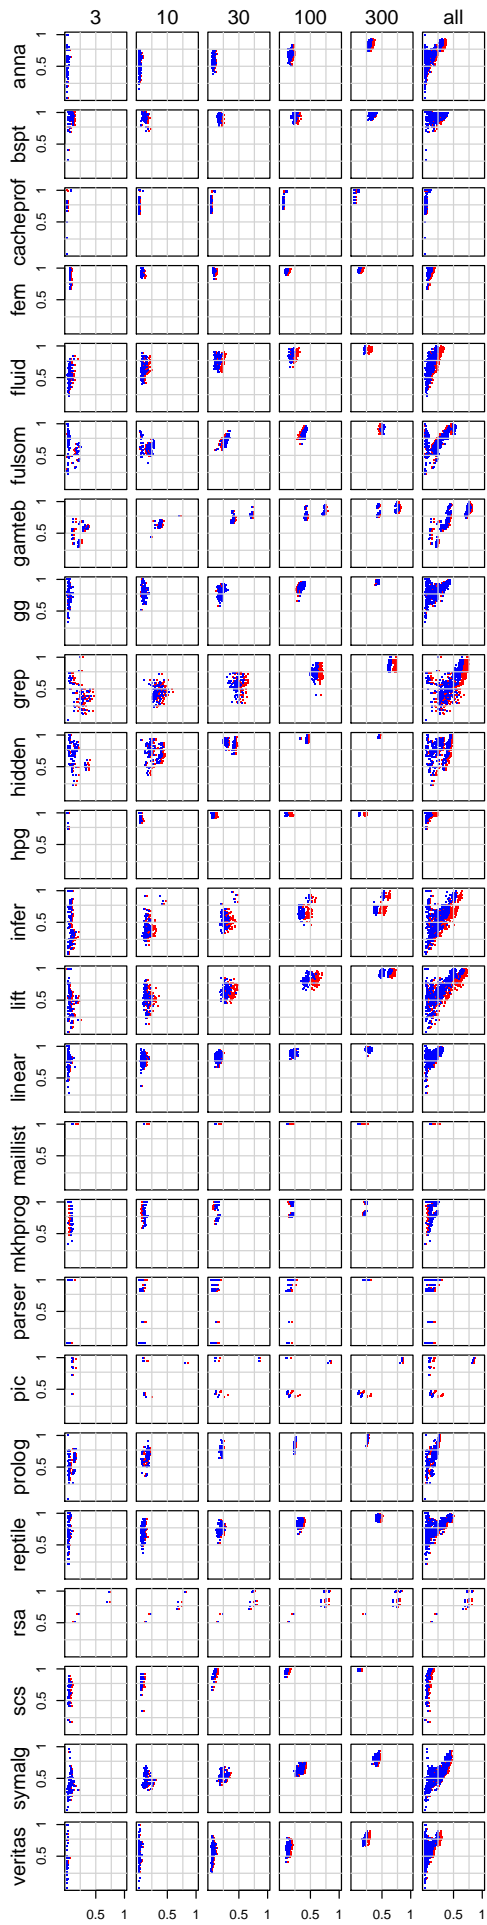 3 10 30 100 300 all
anna 0.5 1
bspt 0.5 1
cacheprof 0.5 1
fem 0.5 1
fluid 0.5 1
fulsom 0.5 1
gamteb 0.5 1
gg 0.5 1
grep 0.5 1
hidden 0.5 1
hpg 0.5 1
infer 0.5 1
lift 0.5 1
linear 0.5 1
maillist 0.5 1
mkhprog 0.5 1
parser 0.5 1
pic 0.5 1
prolog 0.5 1
reptile 0.5 1
rsa 0.5 1
scs 0.5 1
symalg 0.5 1
veritas 0.5 1
0.5 1 0.5 1 0.5 1 0.5 1 0.5 1 0.5 1